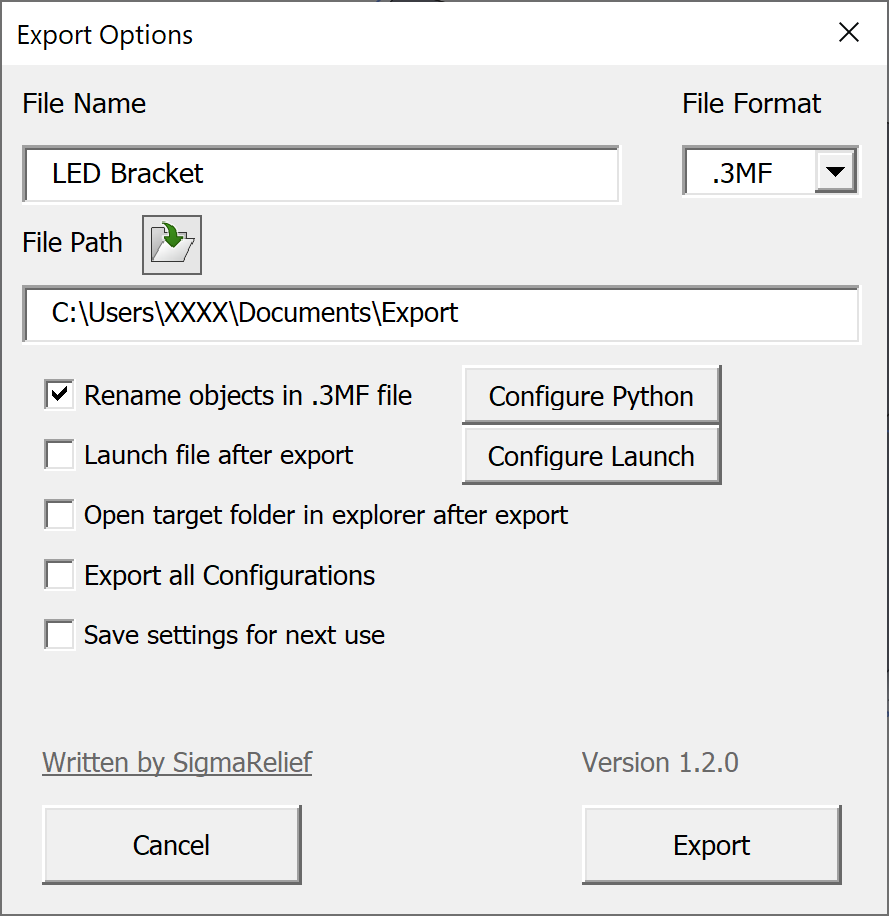 Export Options
File Name
File Format
LED Bracket
.3MF
File Path
C:\Users\XXXX\Documents\Export
Rename objects in .3MF file
Configure Python
Launch file after export
Configure Launch
Open target folder in explorer after export
Export all Configurations
Save settings for next use
Written by SigmaRelief
Version 1.2.0
Cancel
Export